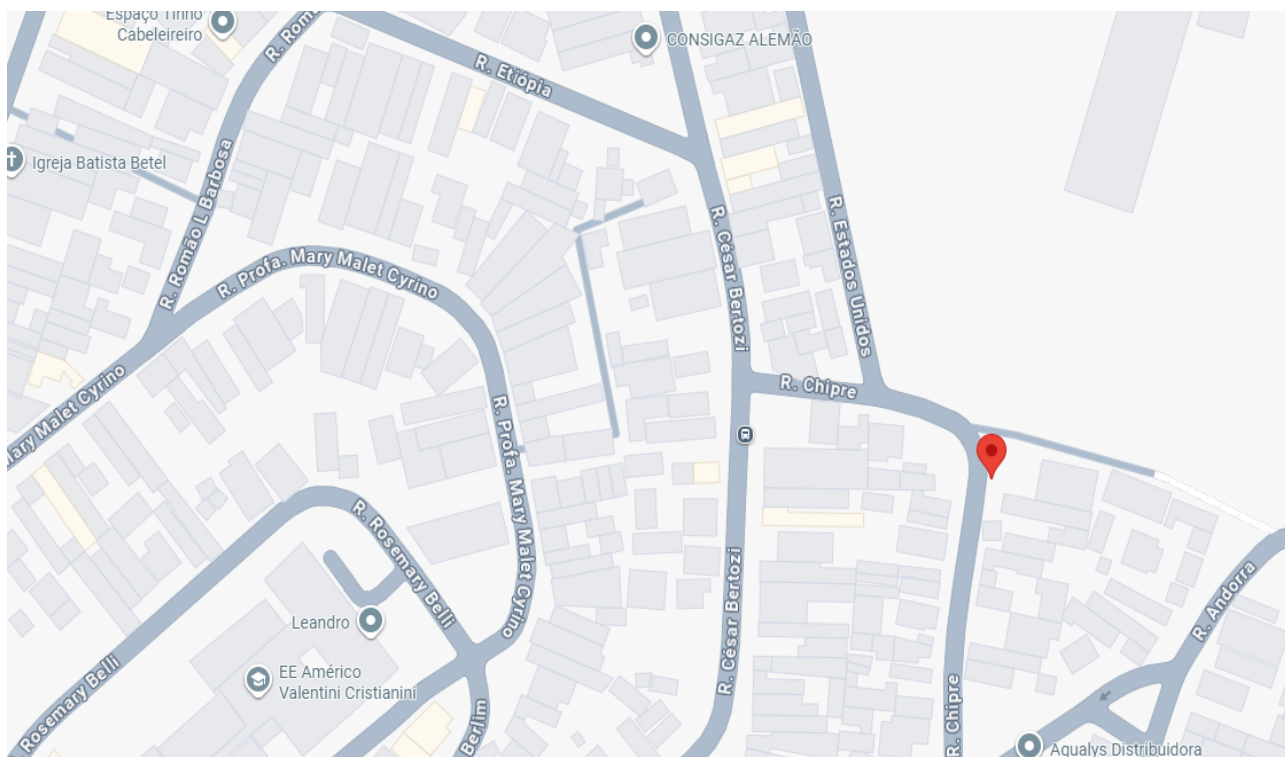 Espaço Tinho
Cabeleireiro
R. Romã
CONSIGAZ ALEMÃO
R. Etiópia
Igreja Batista Betel
R. Romão L Barbosa
R. Profa. Mary Malet Cyrino
R. César Bertozi
R. Estados Unidos
Mary Malet Cyrino
R. Chipre
R. Profa. Mary Malet Cyrino
R. Rosemary Belli
R. César Bertozi
R. Andorra
Leandro
EE Américo
Valentini Cristianini
Rosemary Belli
Berlim
R. Chipre
Aqualys Distribuidora